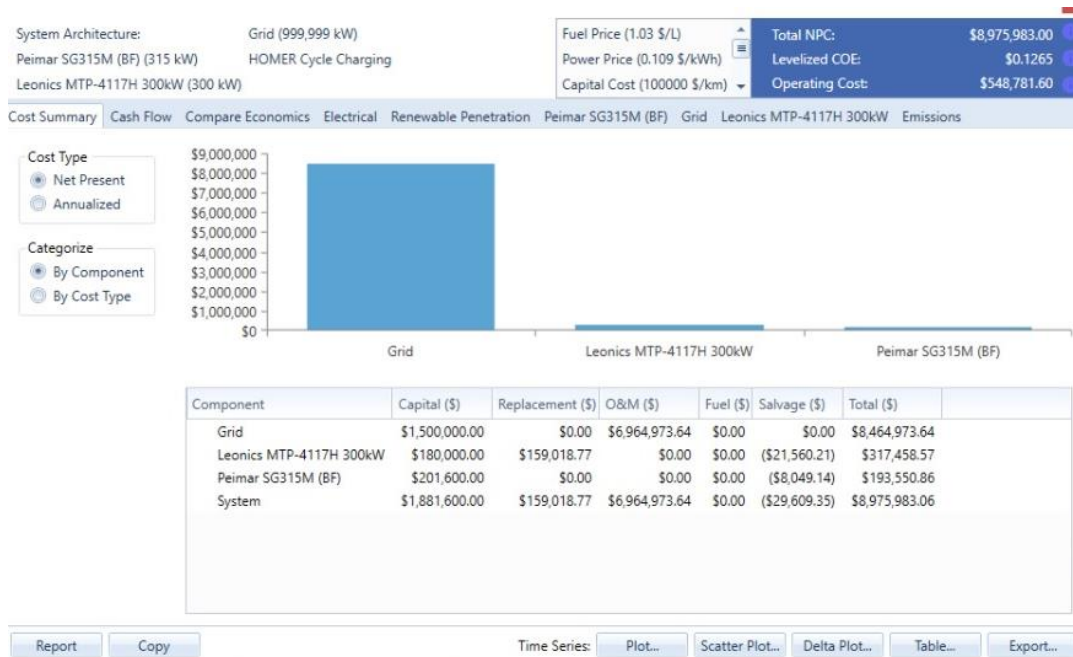 System Architecture: Grid (999,999 kW)
Peimar SG315M (BF) (315 kW) HOMER Cycle Charging
Leonics MTP-4117H 300kW (300 kW)
Fuel Price (1.03 $/L)
Power Price (0.109 $/kWh)
Capital Cost (100000 $/km)
Total NPC: $8,975,983.00
Levelized COE: $0.1265
Operating Cost: $548,781.60
Cost Summary Cash Flow Compare Economics Electrical Renewable Penetration Peimar SG315M (BF) Grid Leonics MTP-4117H 300kW Emissions
Cost Type
Net Present
Annualized
Categorize
By Component
By Cost Type
$9,000,000
$8,000,000
$7,000,000
$6,000,000
$5,000,000
$4,000,000
$3,000,000
$2,000,000
$1,000,000
$0
Grid Leonics MTP-4117H 300kW Peimar SG315M (BF)
Component Capital ($) Replacement ($) O&M ($) Fuel ($) Salvage ($) Total ($)
Grid $1,500,000.00 $0.00 $6,964,973.64 $0.00 $0.00 $8,464,973.64
Leonics MTP-4117H 300kW $180,000.00 $159,018.77 $0.00 $0.00 ($21,560.21) $317,458.57
Peimar SG315M (BF) $201,600.00 $0.00 $0.00 $0.00 ($8,049.14) $193,550.86
System $1,881,600.00 $159,018.77 $6,964,973.64 $0.00 ($29,609.35) $8,975,983.06
Report Copy Time Series: Plot... Scatter Plot... Delta Plot... Table... Export...